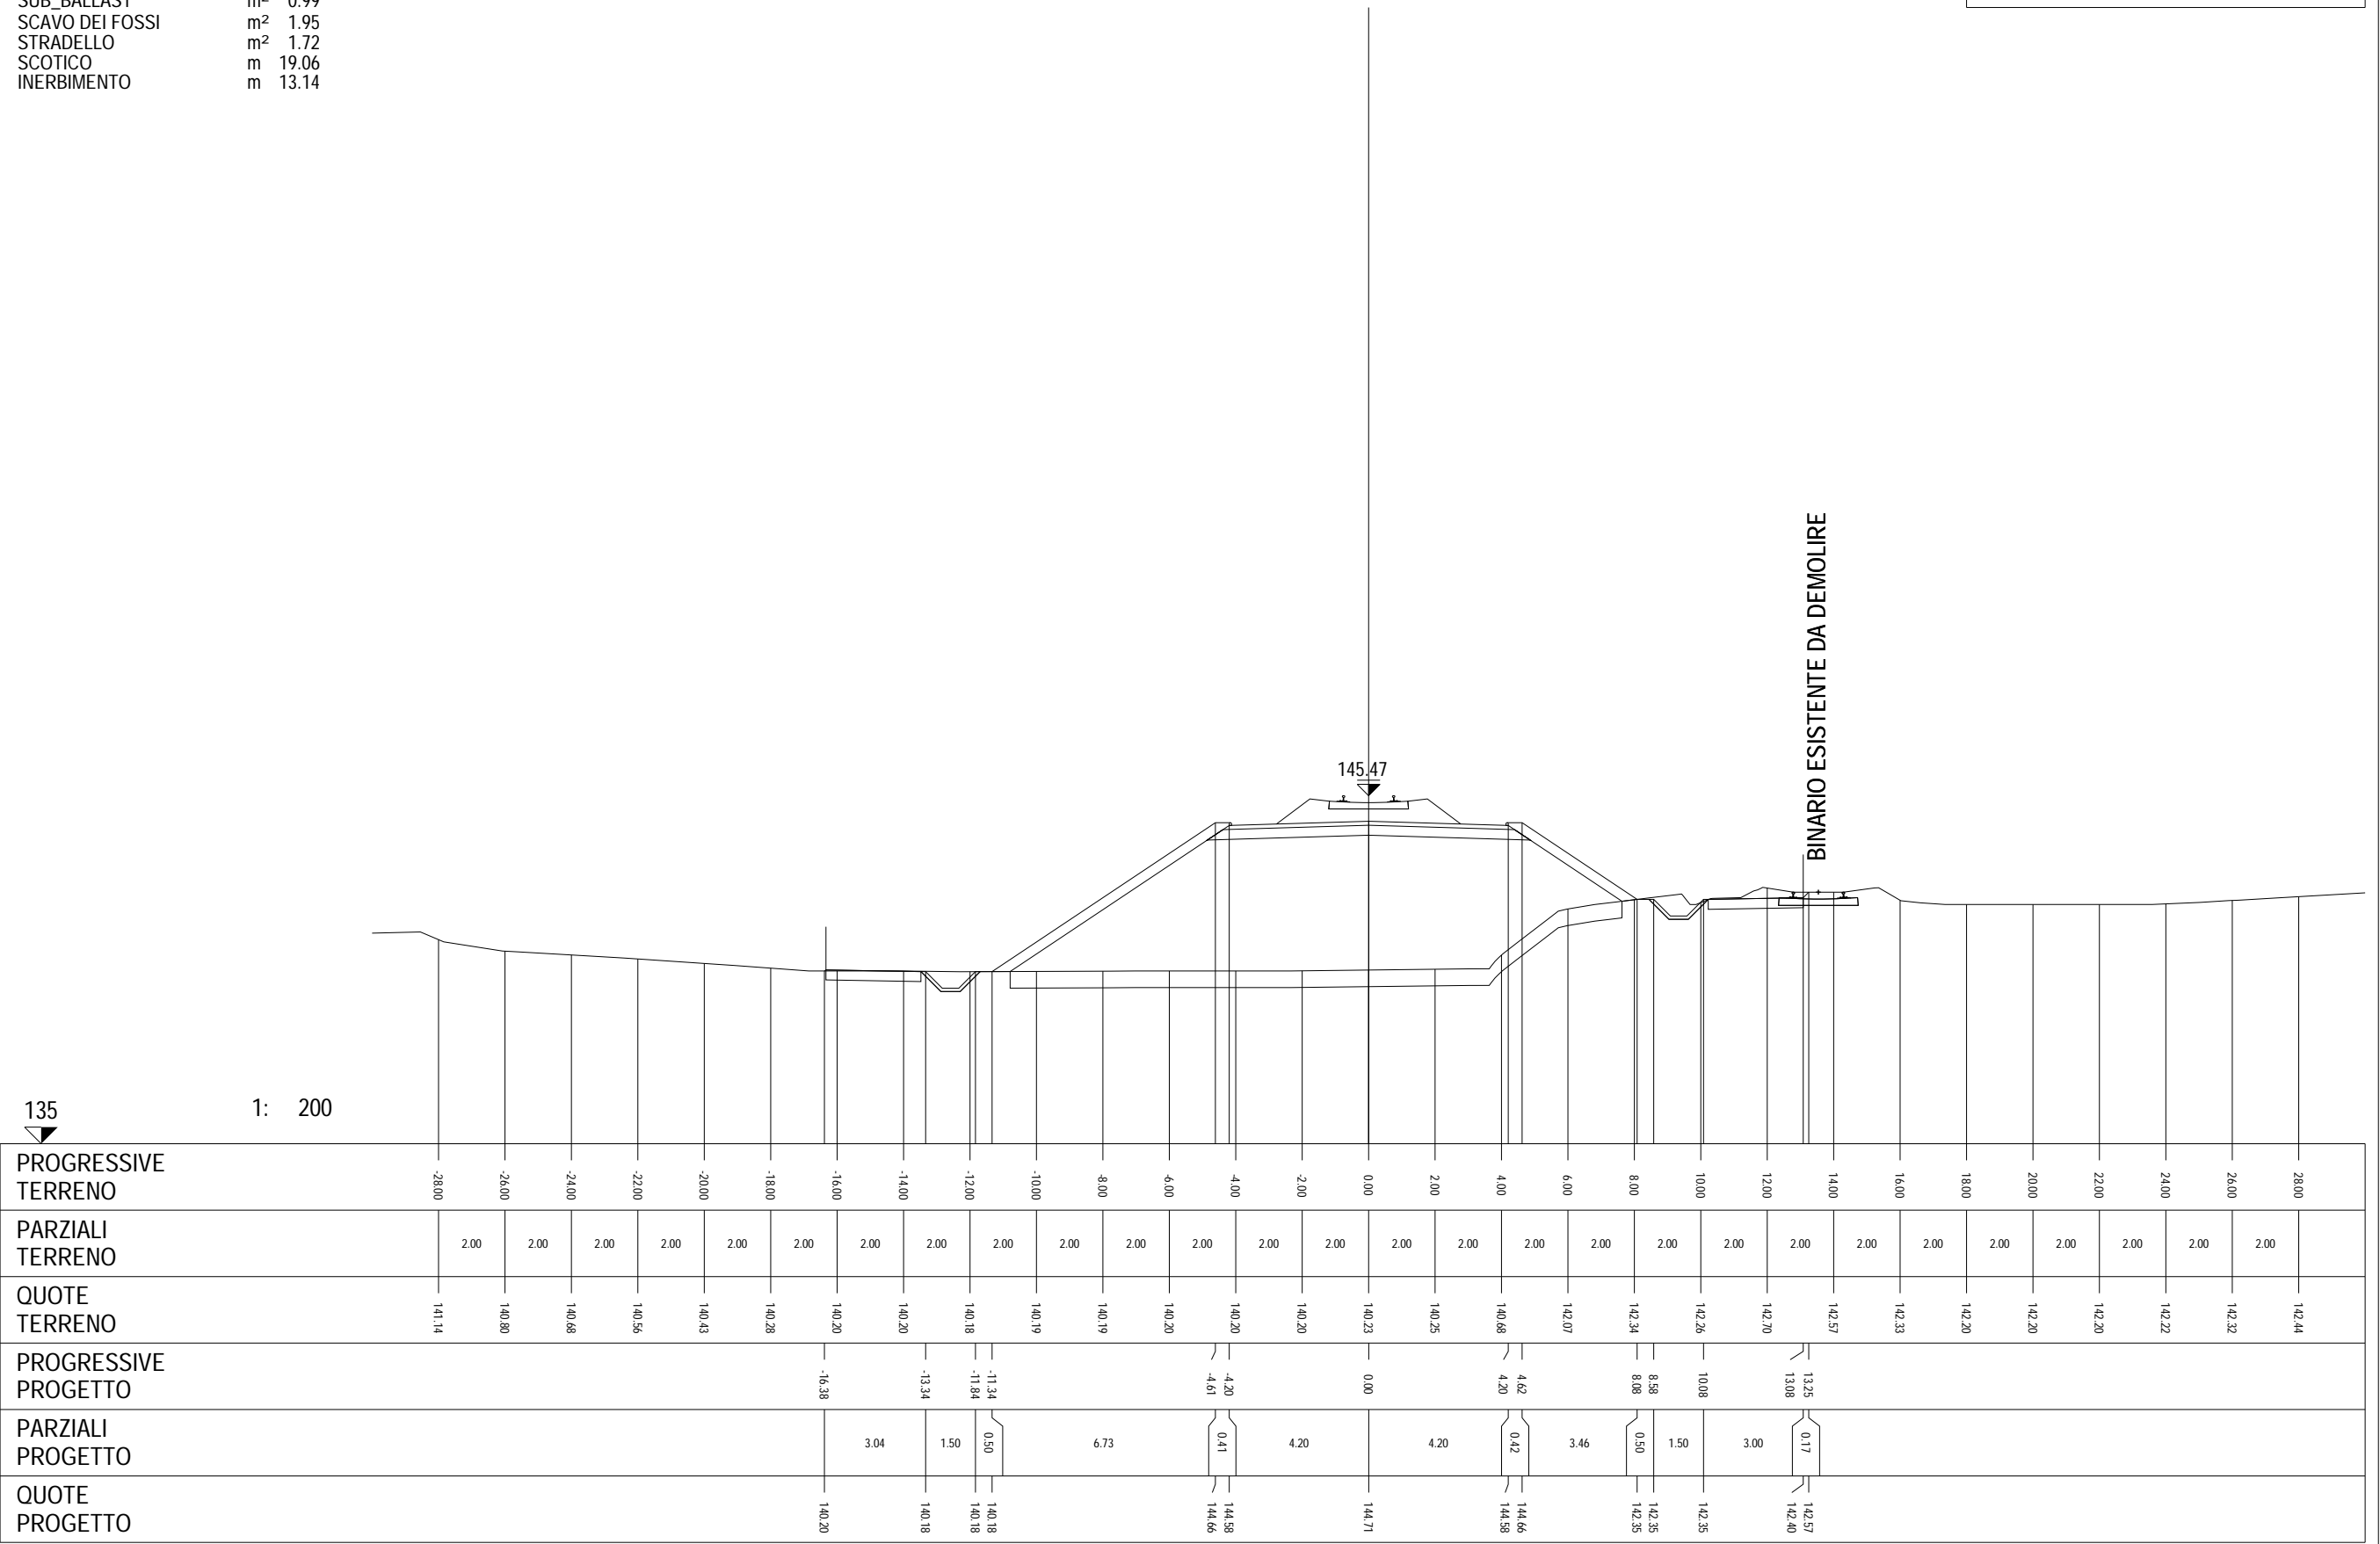 SUB_BALLAST m² 0.99
SCAVO DEI FOSSI m² 1.95
STRADELLO m² 1.72
SCOTICO m 19.06
INERBIMENTO m 13.14
BINARIO ESISTENTE DA DEMOLIRE
145.47
135
1: 200
PROGRESSIVE
TERRENO
-28.00 -26.00 -24.00 -22.00 -20.00 -18.00 -16.00 -14.00 -12.00 -10.00 -8.00 -6.00 -4.00 -2.00 0.00 2.00 4.00 6.00 8.00 10.00 12.00 14.00 16.00 18.00 20.00 22.00 24.00 26.00 28.00
PARZIALI
TERRENO
2.00 2.00 2.00 2.00 2.00 2.00 2.00 2.00 2.00 2.00 2.00 2.00 2.00 2.00 2.00 2.00 2.00 2.00 2.00 2.00 2.00 2.00 2.00 2.00 2.00 2.00 2.00 2.00
QUOTE
TERRENO
141.14 140.80 140.68 140.56 140.43 140.28 140.20 140.20 140.18 140.19 140.19 140.20 140.20 140.20 140.23 140.25 140.68 142.07 142.34 142.26 142.70 142.57 142.33 142.20 142.20 142.20 142.22 142.32 142.44
PROGRESSIVE
PROGETTO
-16.38 -13.34 -11.84 -11.34 -4.61 -4.20 0.00 4.20 4.62 8.08 8.58 10.08 13.08 13.25
PARZIALI
PROGETTO
3.04 1.50 0.50 6.73 0.41 4.20 4.20 0.42 3.46 0.50 1.50 3.00 0.17
QUOTE
PROGETTO
140.20 140.18 140.18 140.18 144.66 144.58 144.71 144.58 144.66 142.35 142.35 142.35 142.40 142.57